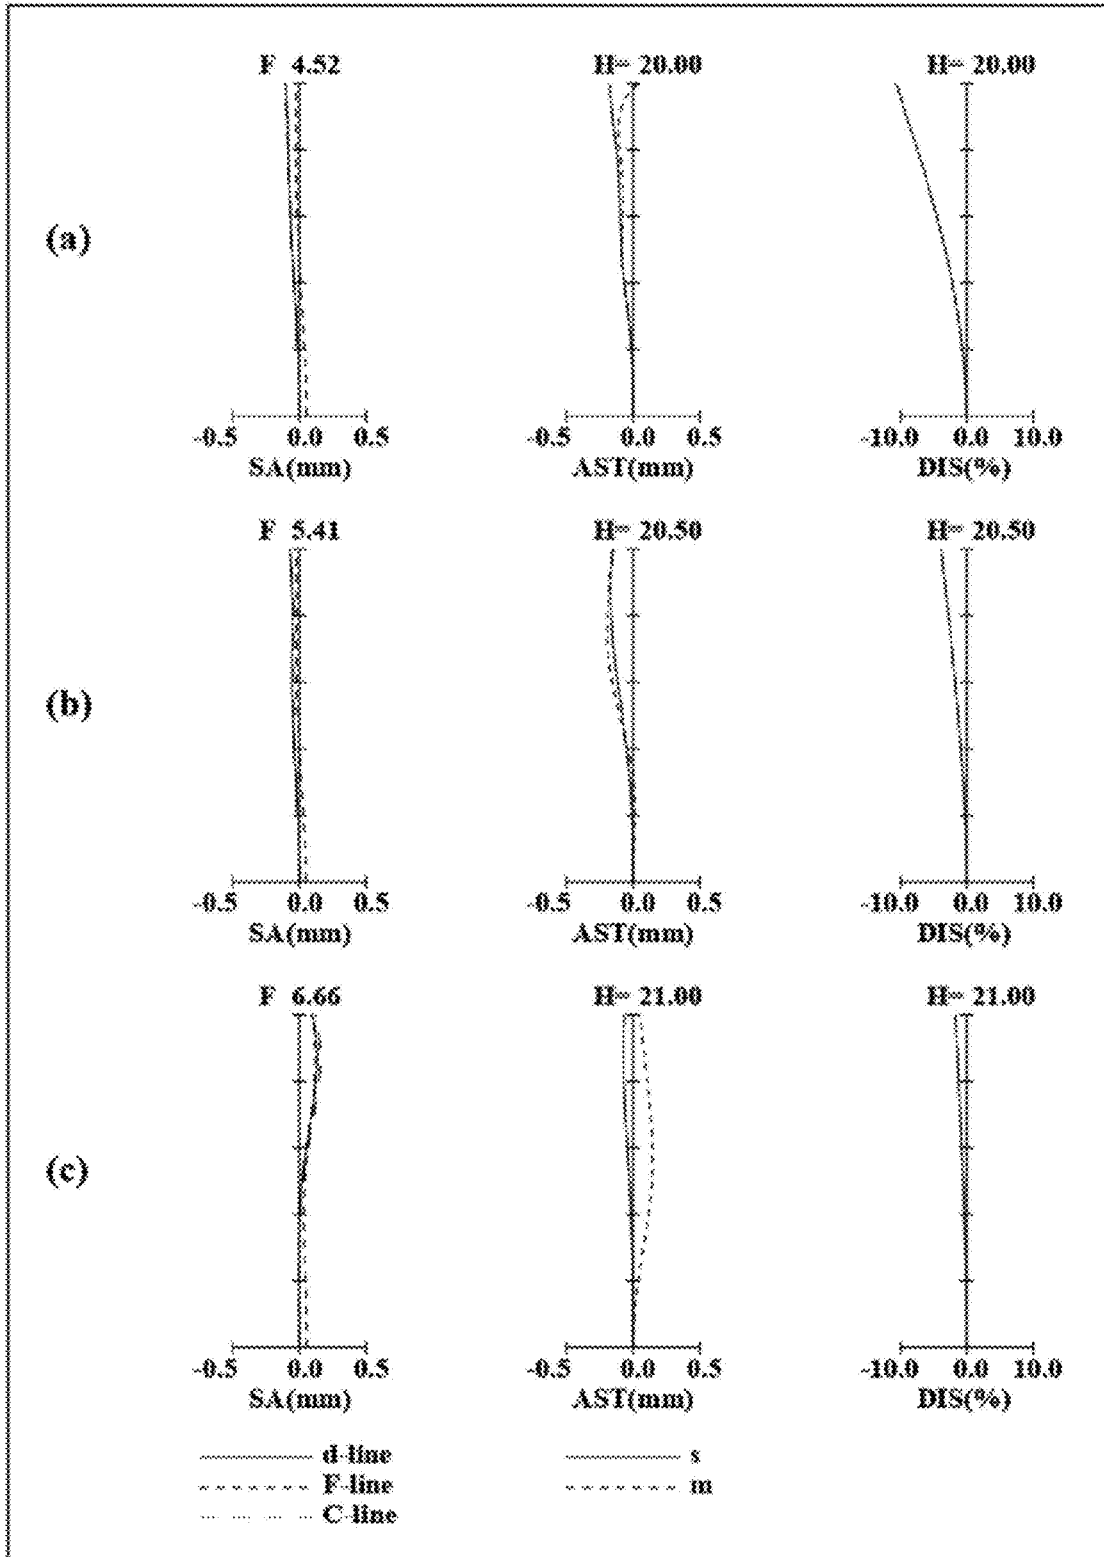 F 4.52 H= 20.00 H= 20.00
(a)
-0.5 0.0 0.5 -0.5 0.0 0.5 -10.0 0.0 10.0
SA(mm) AST(mm) DIS(%)
F 5.41 H= 20.50 H= 20.50
(b)
-0.5 0.0 0.5 -0.5 0.0 0.5 -10.0 0.0 10.0
SA(mm) AST(mm) DIS(%)
F 6.66 H= 21.00 H= 21.00
(c)
-0.5 0.0 0.5 -0.5 0.0 0.5 -10.0 0.0 10.0
SA(mm) AST(mm) DIS(%)
d-line s
F-line m
C-line